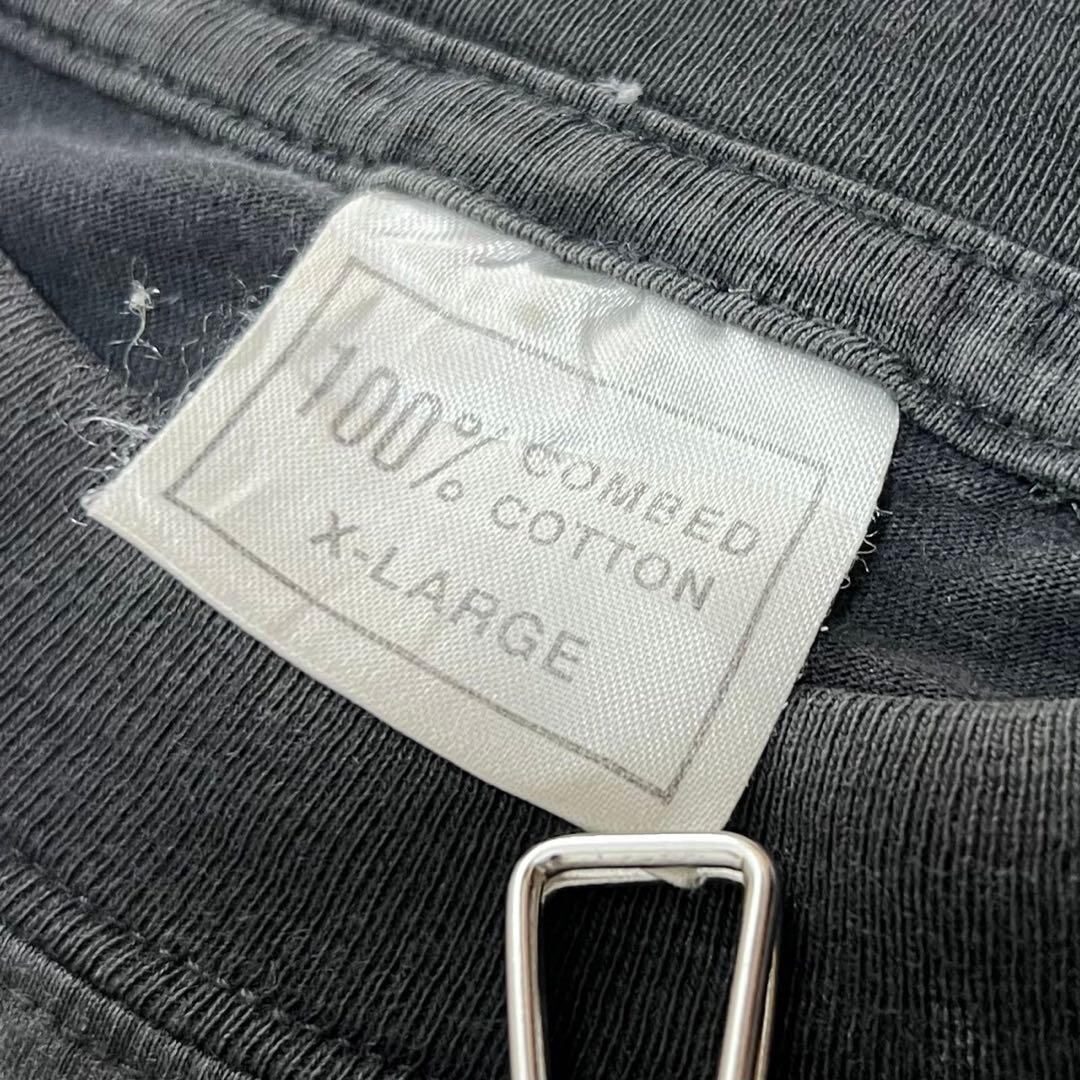 100% COMBED
COTTON
X-LARGE